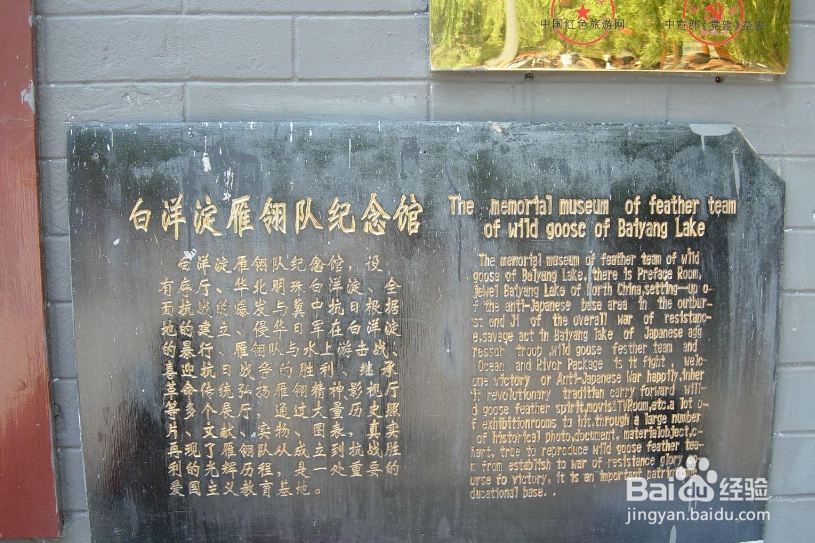 中国红色旅游网
中宣部《党建》杂志
白洋淀雁翎队纪念馆
白洋淀雁翎队纪念馆，设
有序厅、华北明珠白洋淀、全
面抗战的爆发与冀中抗日根据
地的建立、侵华日军在白洋淀
的暴行、雁翎队与水上游击战、
喜迎抗日战争的胜利、继承
革命传统弘扬雁翎精神影视厅
等多个展厅，通过大量历史照
片、文献、实物、图表，真实
再现了雁翎队从成立到抗战胜
利的光辉历程，是一处重要的
爱国主义教育基地。
The memorial museum of feather team
of wild goose of Baiyang Lake
The memorial museum of feather team of wild
goose of Baiyang Lake, there is Preface Room,
jewel Baiyang Lake of North China,setting—up o-
f the anti-Japanese base area in the outbur-
st and Ji of the overall war of resistanc-
e,savage act in Baiyang lake of Japanese agg
ressor troop ,wild goose festher team and
Ocean and River Package is it fight , welc
ome victory or Anti-Japanese War happily,inher
it revolutionary tradition carry forward wil-
d goose feather spirit,movis2TVRoom,etc.a lot o-
f exhibitionrooms to his,through a large number
of historical photo,document, materialobject,c-
hart, true to reproduce wild goose feather tea-
m from establish to war of resistance glory co-
urse fo victory, it is an important patriotic
ducational base. .
Baidu经验
jingyan.baidu.com